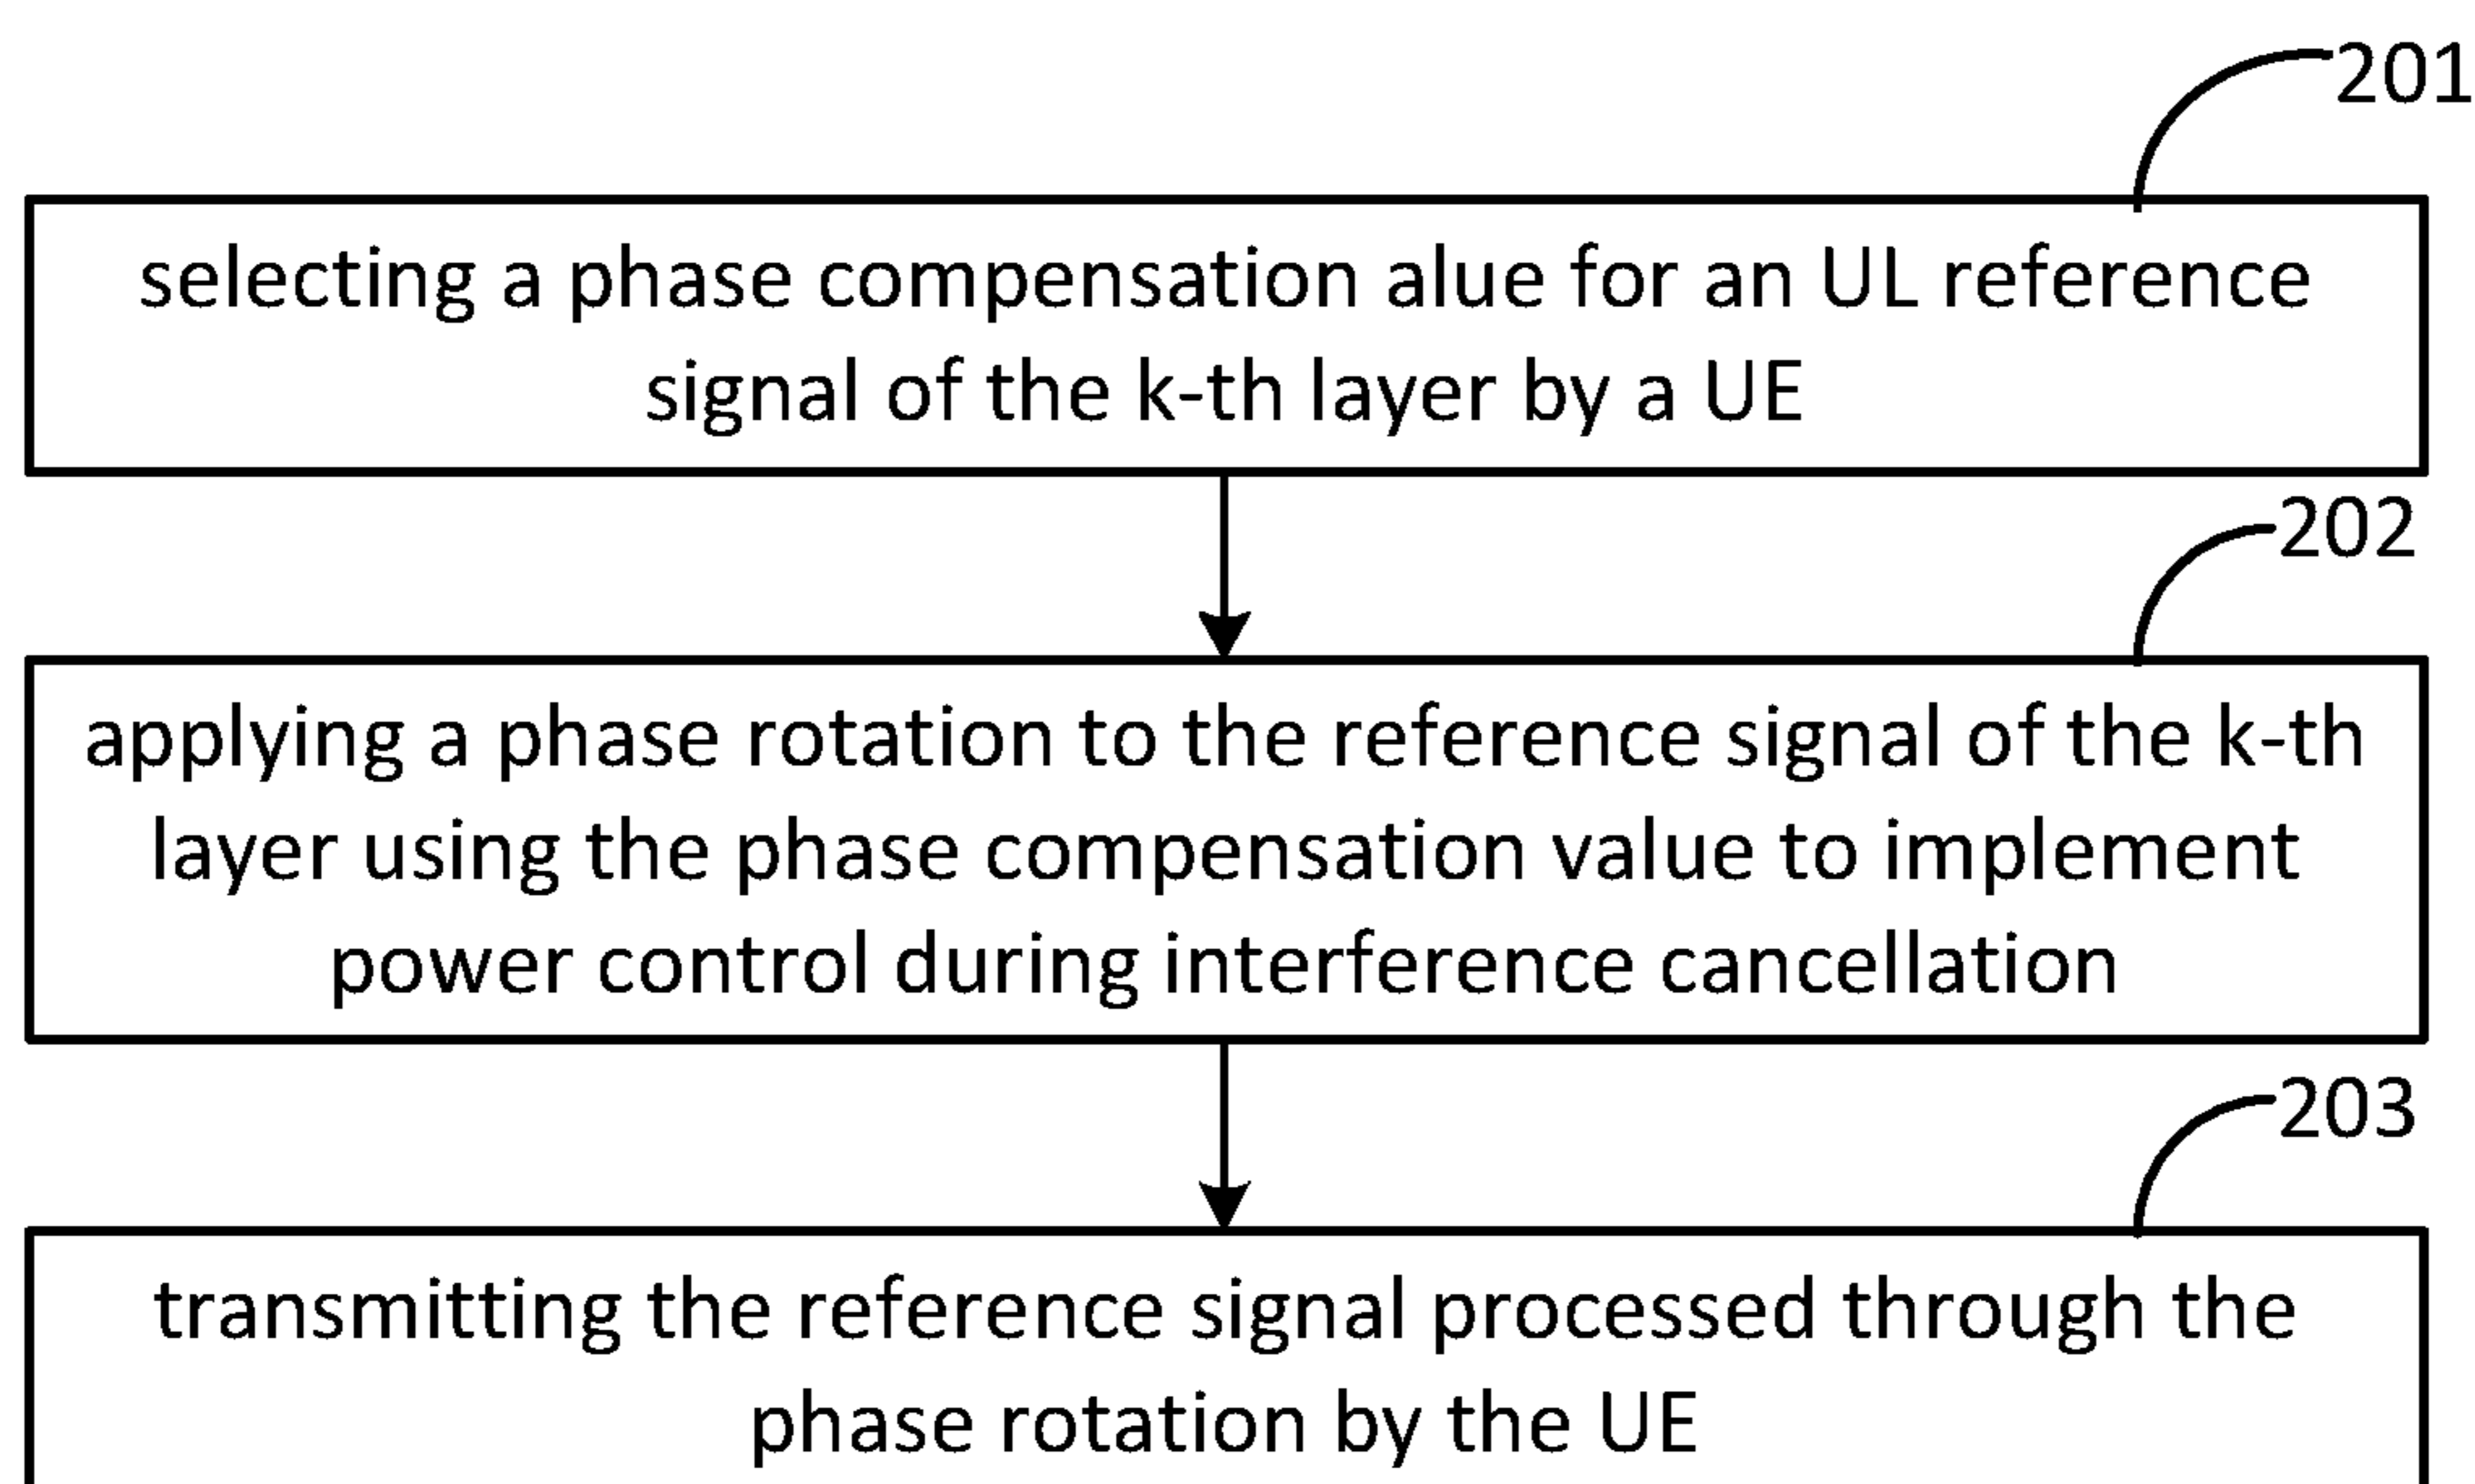 201
selecting a phase compensation alue for an UL reference
signal of the k-th layer by a UE
202
applying a phase rotation to the reference signal of the k-th
layer using the phase compensation value to implement
power control during interference cancellation
203
transmitting the reference signal processed through the
phase rotation by the UE